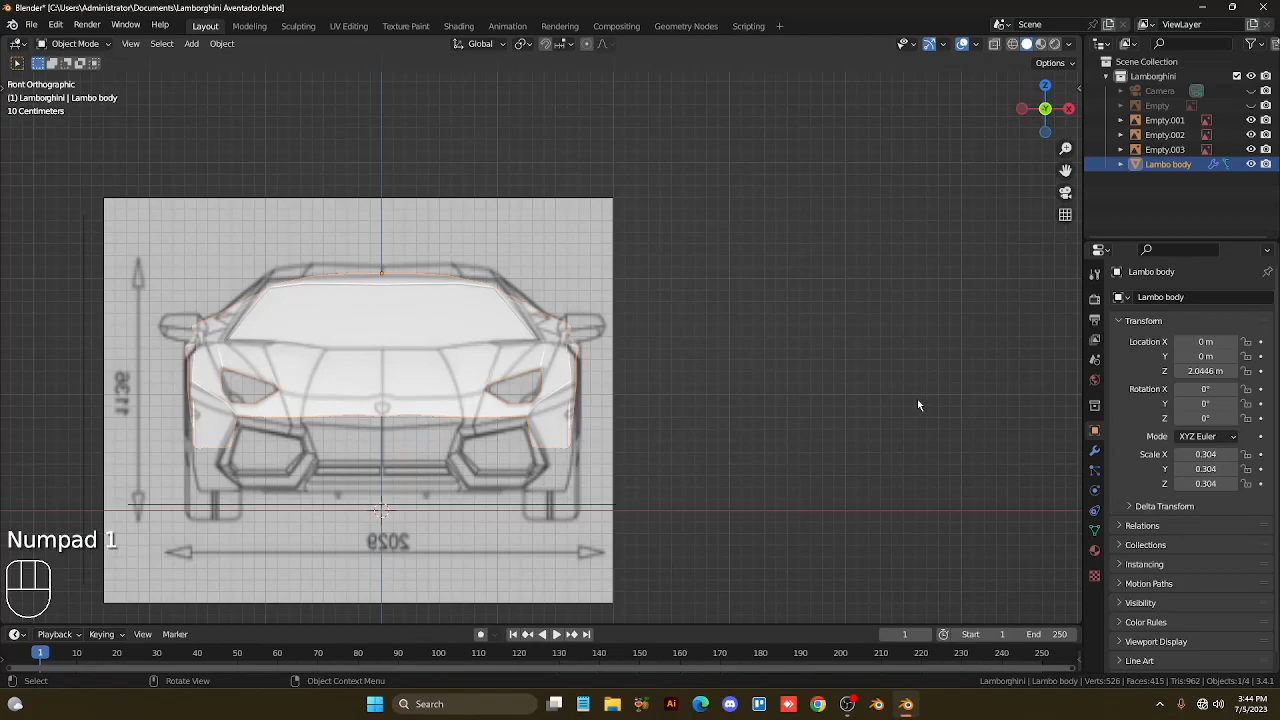 Blender* [C:\Users\Administrator\Documents\Lamborghini Aventador.blend]
File Edit Render Window Help Layout Modeling Sculpting UV Editing Texture Paint Shading Animation Rendering Compositing Geometry Nodes Scripting + Scene ViewLayer
Object Mode View Select Add Object Global
Options
Front Orthographic
(1) Lamborghini | Lambo body
10 Centimeters
Z
X
Y
Scene Collection
Lamborghini
Camera
Empty
Empty.001
Empty.002
Empty.003
Lambo body
Lambo body
Lambo body
Transform
Location X 0 m
Y 0 m
Z 2.0446 m
Rotation X 0°
Y 0°
Z 0°
Mode XYZ Euler
Scale X 0.304
Y 0.304
Z 0.304
Delta Transform
Relations
Collections
Instancing
Motion Paths
Visibility
Color Rules
Viewport Display
Line Art
1136
2029
Numpad 1
Playback Keying View Marker 1 Start 1 End 250
1 10 20 30 40 50 60 70 80 90 100 110 120 130 140 150 160 170 180 190 200 210 220 230 240 250
Select Rotate View Object Context Menu Lamborghini | Lambo body | Verts:526 | Faces:415 | Tris:962 | Objects:1/4 | 3.4.1
Search Ai 7/5/2023